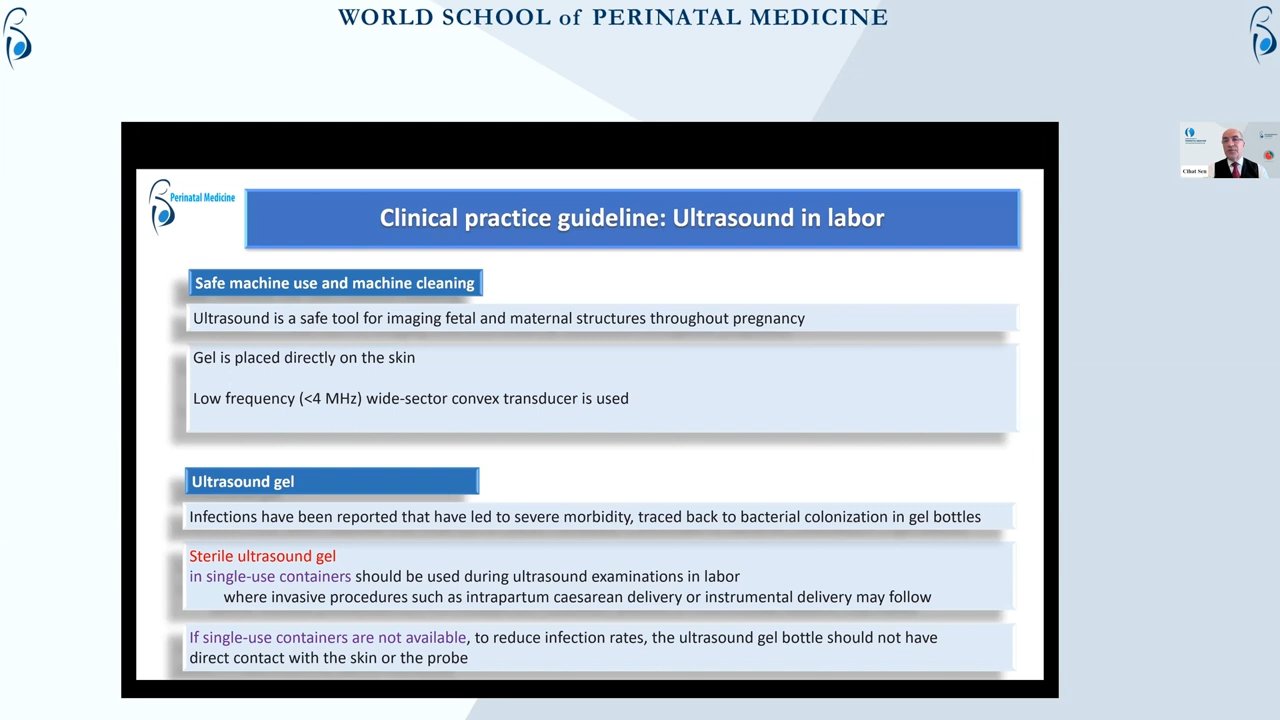 WORLD SCHOOL of PERINATAL MEDICINE
Perinatal Medicine
Clinical practice guideline: Ultrasound in labor
Safe machine use and machine cleaning
Ultrasound is a safe tool for imaging fetal and maternal structures throughout pregnancy
Gel is placed directly on the skin
Low frequency (<4 MHz) wide-sector convex transducer is used
Ultrasound gel
Infections have been reported that have led to severe morbidity, traced back to bacterial colonization in gel bottles
Sterile ultrasound gel
in single-use containers should be used during ultrasound examinations in labor
where invasive procedures such as intrapartum caesarean delivery or instrumental delivery may follow
If single-use containers are not available, to reduce infection rates, the ultrasound gel bottle should not have
direct contact with the skin or the probe
Cihat Sen